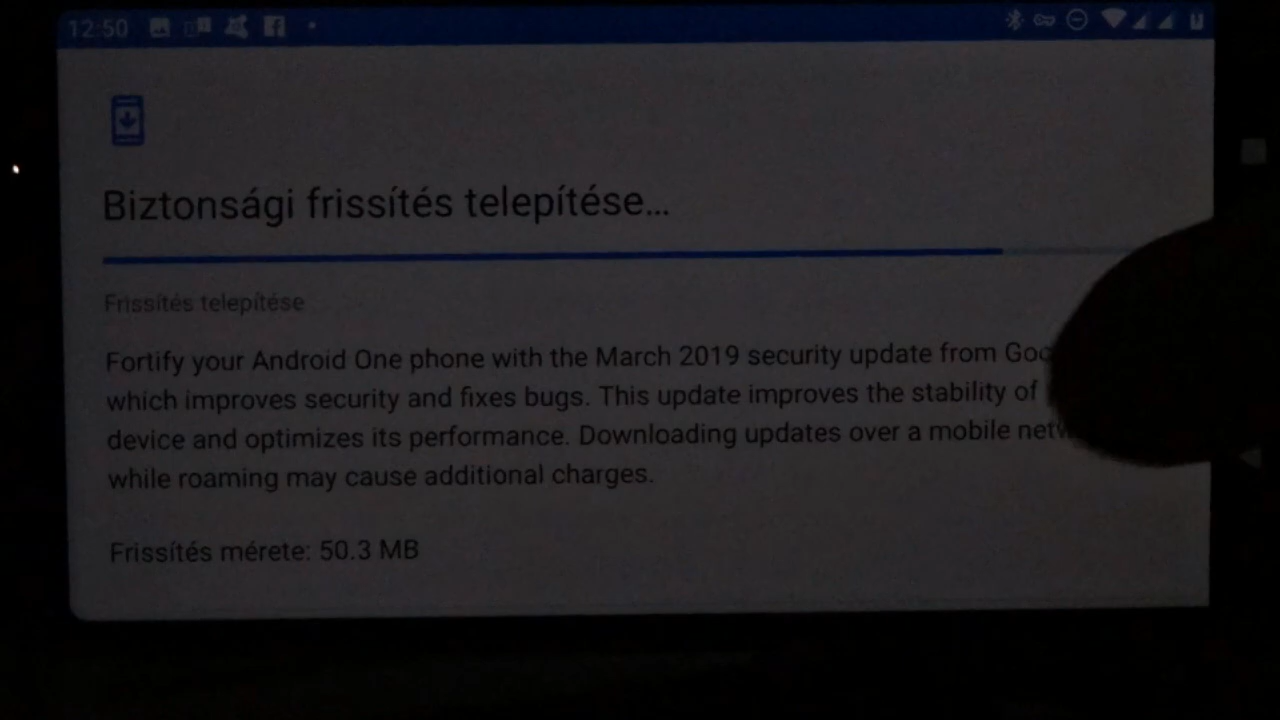 12:50
Biztonsági frissítés telepítése...
Frissítés telepítése
Fortify your Android One phone with the March 2019 security update from
which improves security and fixes bugs. This update improves the stability of
device and optimizes its performance. Downloading updates over a mobile
while roaming may cause additional charges.
Frissítés mérete: 50.3 MB